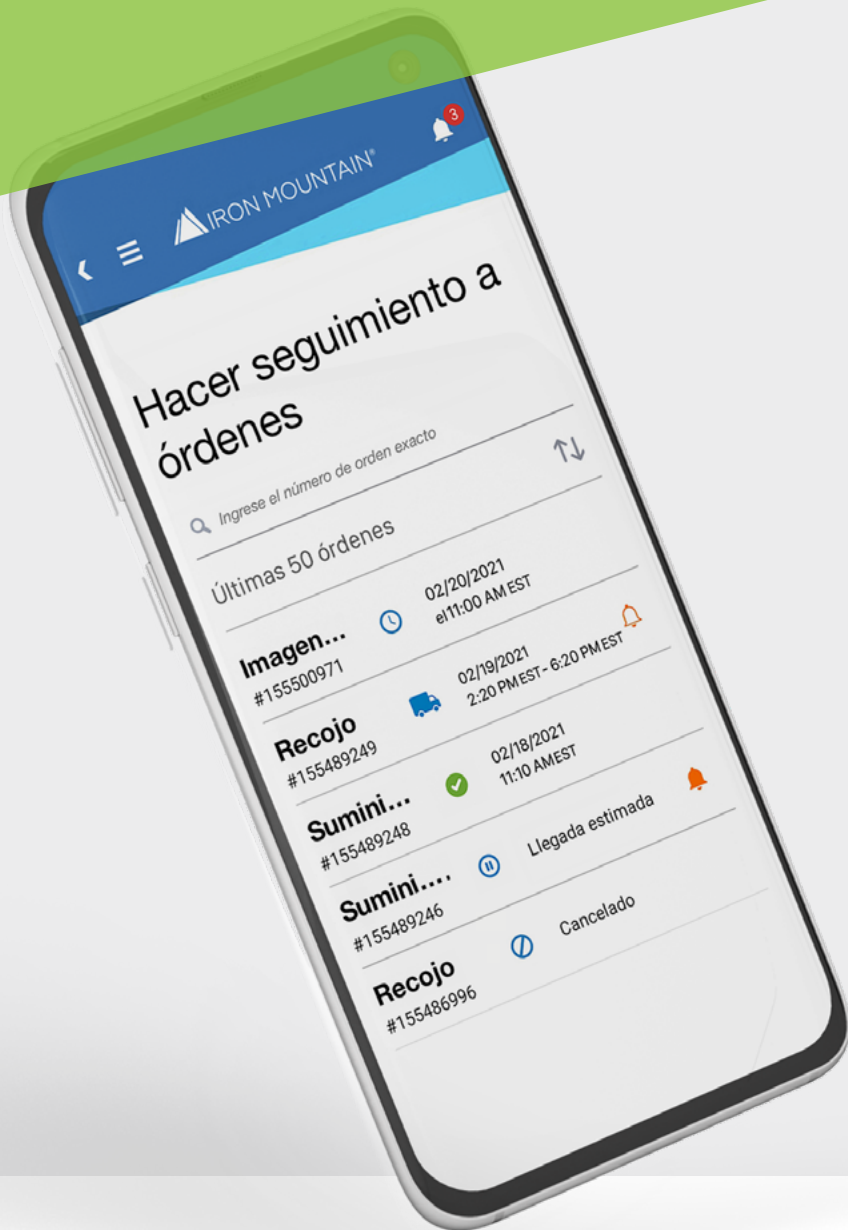 3
IRON MOUNTAIN®
Hacer seguimiento a
órdenes
Ingrese el número de orden exacto
Últimas 50 órdenes
Imagen...
#155500971
02/20/2021
el11:00 AM EST
Recojo
#155489249
02/19/2021
2:20 PM EST- 6:20 PM EST
Sumini...
#155489248
02/18/2021
11:10 AMEST
Sumini....
#155489246
Llegada estimada
Recojo
#155486996
Cancelado